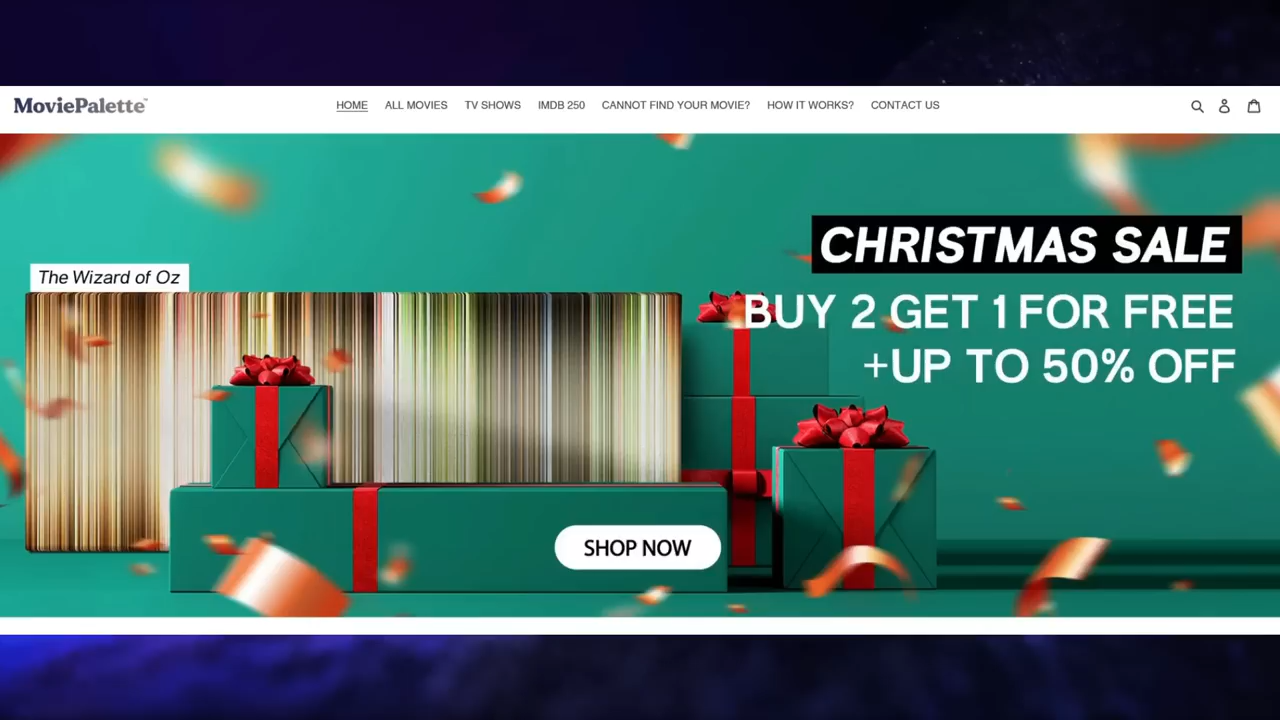 MoviePalette™
HOME ALL MOVIES TV SHOWS IMDB 250 CANNOT FIND YOUR MOVIE? HOW IT WORKS? CONTACT US
The Wizard of Oz
CHRISTMAS SALE
BUY 2 GET 1 FOR FREE
+UP TO 50% OFF
SHOP NOW